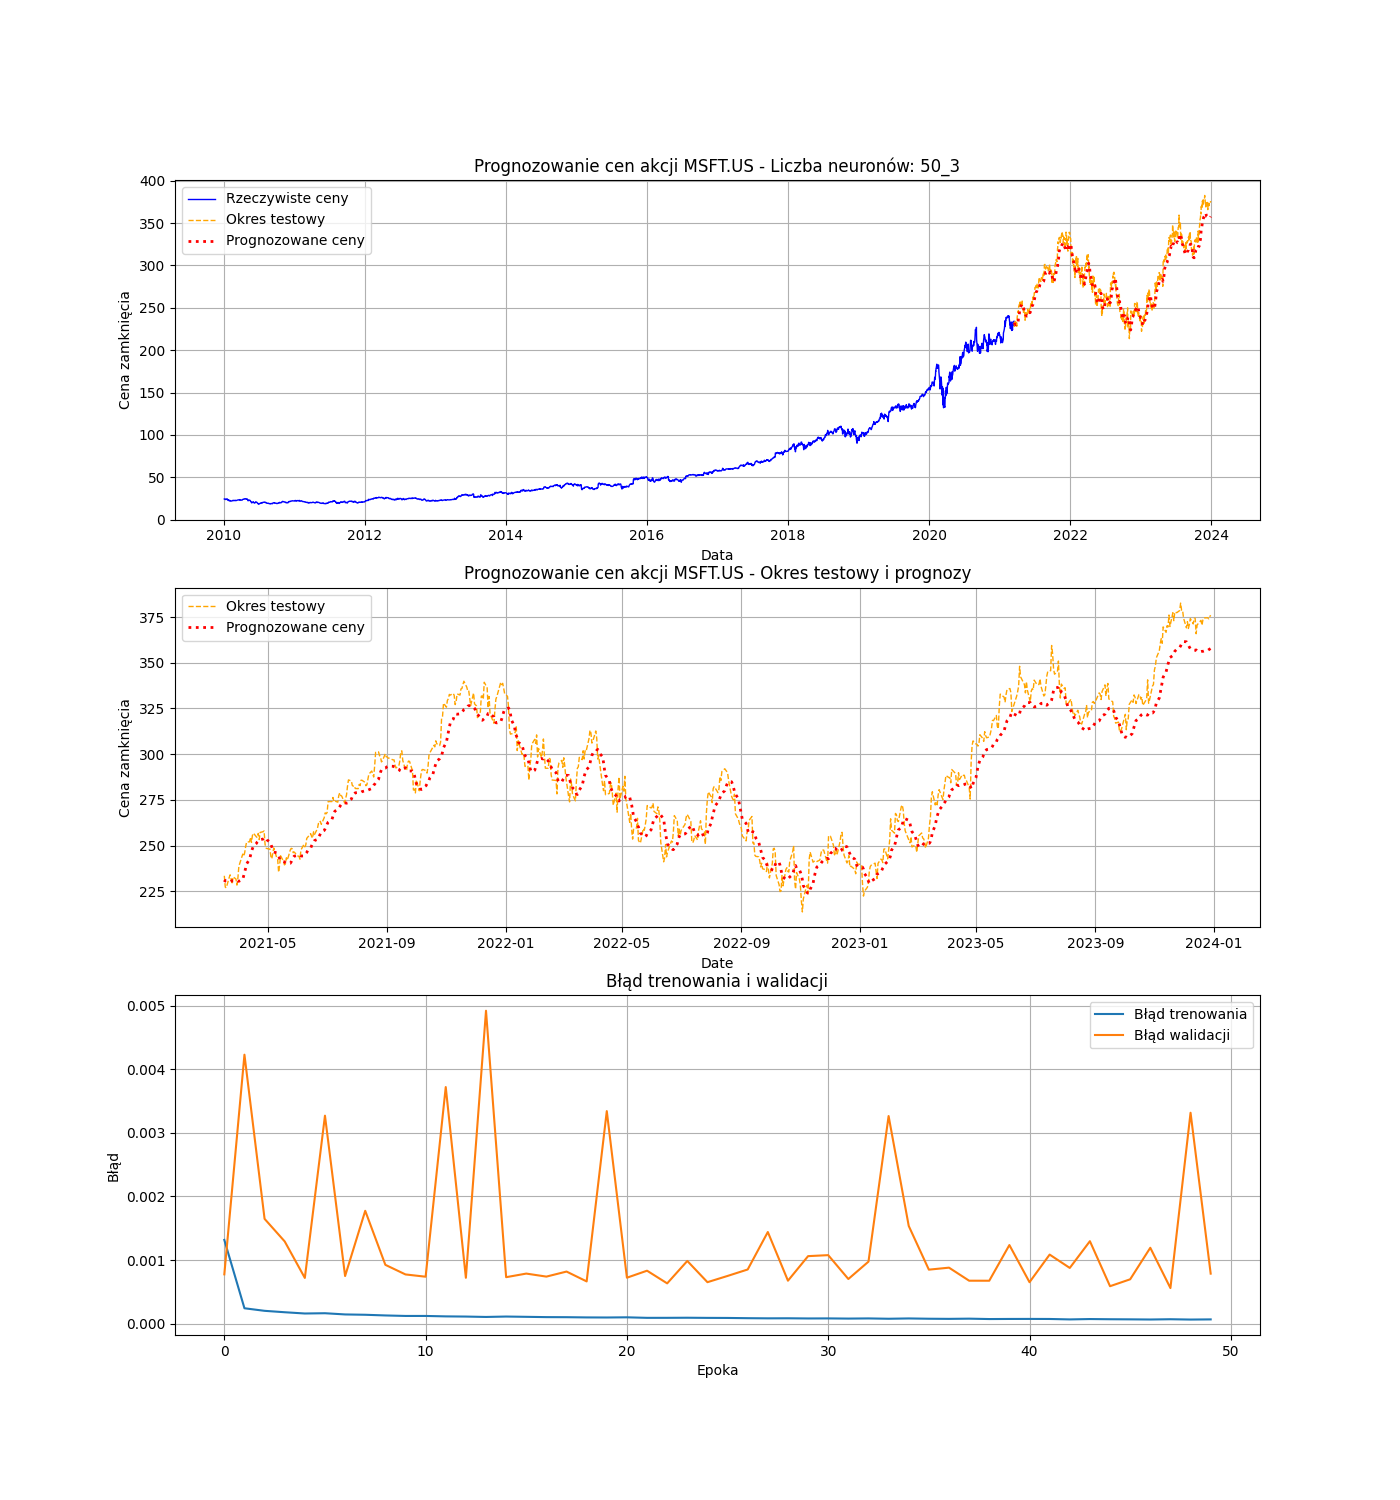 Prognozowanie cen akcji MSFT.US - Liczba neuronów: 50_3
400
350
300
250
200
150
100
50
0
Cena zamknięcia
Rzeczywiste ceny
Okres testowy
Prognozowane ceny
2010 2012 2014 2016 2018 2020 2022 2024
Data
Prognozowanie cen akcji MSFT.US - Okres testowy i prognozy
375
350
325
300
275
250
225
Cena zamknięcia
Okres testowy
Prognozowane ceny
2021-05 2021-09 2022-01 2022-05 2022-09 2023-01 2023-05 2023-09 2024-01
Date
Błąd trenowania i walidacji
0.005
0.004
0.003
0.002
0.001
0.000
Błąd
Błąd trenowania
Błąd walidacji
0 10 20 30 40 50
Epoka